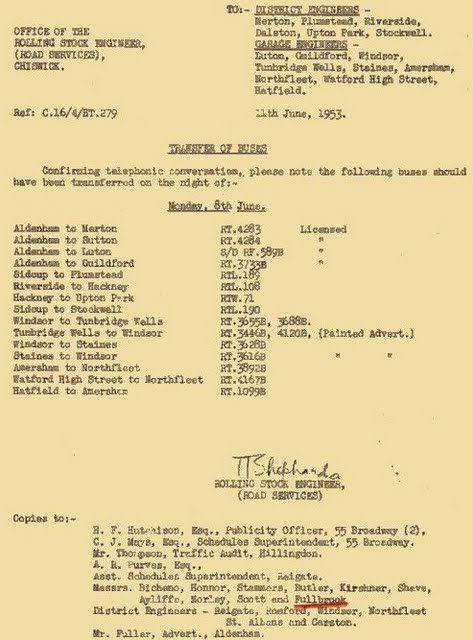 TO:- DISTRICT ENGINEERS -
Merton, Plumstead, Riverside,
Dalston, Upton Park, Stockwell.
GARAGE ENGINEERS -
Luton, Guildford, Windsor,
Tunbridge Wells, Staines, Amersham,
Northfleet, Watford High Street,
Hatfield.
OFFICE OF THE
ROLLING STOCK ENGINEER,
(ROAD SERVICES),
CHISWICK.
Ref: C.16/4/HT.279
11th June, 1953.
TRANSFER OF BUSES
Confirming telephonic conversation, please note the following buses should
have been transferred on the night of:-
Monday, 8th June.
Aldenham to Merton RT.4283 Licensed
Aldenham to Sutton RT.4284 "
Aldenham to Luton S/D RF.589B "
Aldenham to Guildford RT.3733B "
Sidcup to Plumstead RTL.189
Riverside to Hackney RTL.108
Hackney to Upton Park RTW.71
Sidcup to Stockwell RTL.190
Windsor to Tunbridge Wells RT.3655B, 3688B.
Tunbridge Wells to Windsor RT.3446B, 4120B, (Painted Advert.)
Windsor to Staines RT.3628B
Staines to Windsor RT.3616B " "
Amersham to Northfleet RT.3892B
Watford High Street to Northfleet RT.4167B
Hatfield to Amersham RT.1099B
ROLLING STOCK ENGINEER,
(ROAD SERVICES)
Copies to:-
H. F. Hutchison, Esq., Publicity Officer, 55 Broadway (2),
C. J. Mays, Esq., Schedules Superintendent, 55 Broadway.
Mr. Thompson, Traffic Audit, Hillingdon.
A. R. Purves, Esq.,
Asst. Schedules Superintendent, Reigate.
Messrs. Bicheno, Honnor, Stammers, Butler, Kirshner, Shave,
Ayliffe, Morley, Scott and Fullbrook
District Engineers - Reigate, Romford, Windsor, Northfleet
St. Albans and Garston.
Mr. Fuller, Advert., Aldenham.